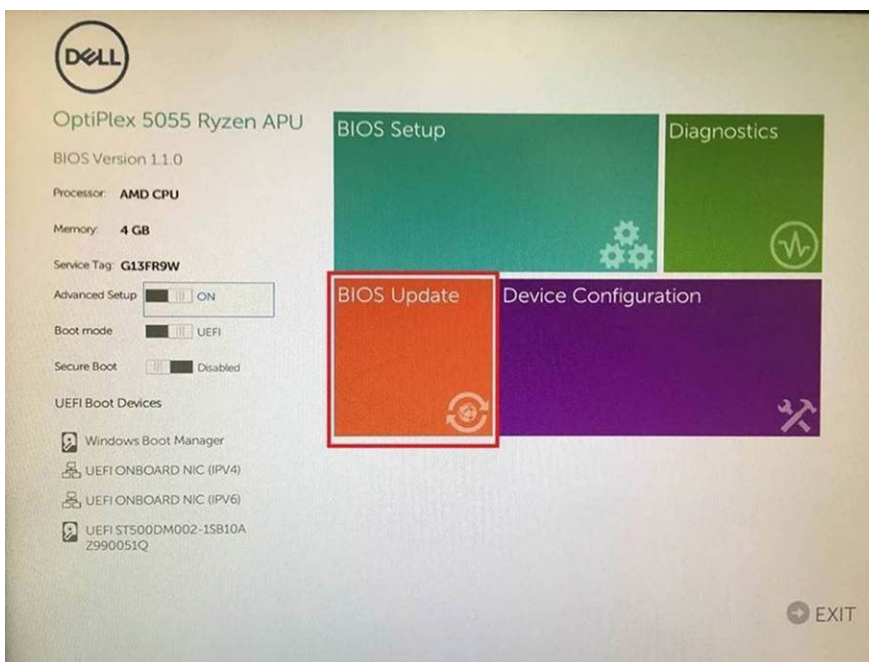 DELL
OptiPlex 5055 Ryzen APU
BIOS Version 1.1.0
Processor: AMD CPU
Memory: 4 GB
Service Tag: G13FR9W
Advanced Setup ON
Boot mode UEFI
Secure Boot Disabled
UEFI Boot Devices
Windows Boot Manager
UEFI ONBOARD NIC (IPV4)
UEFI ONBOARD NIC (IPV6)
UEFI ST500DM002-1SB10A
Z990051Q
BIOS Setup
Diagnostics
BIOS Update
Device Configuration
EXIT